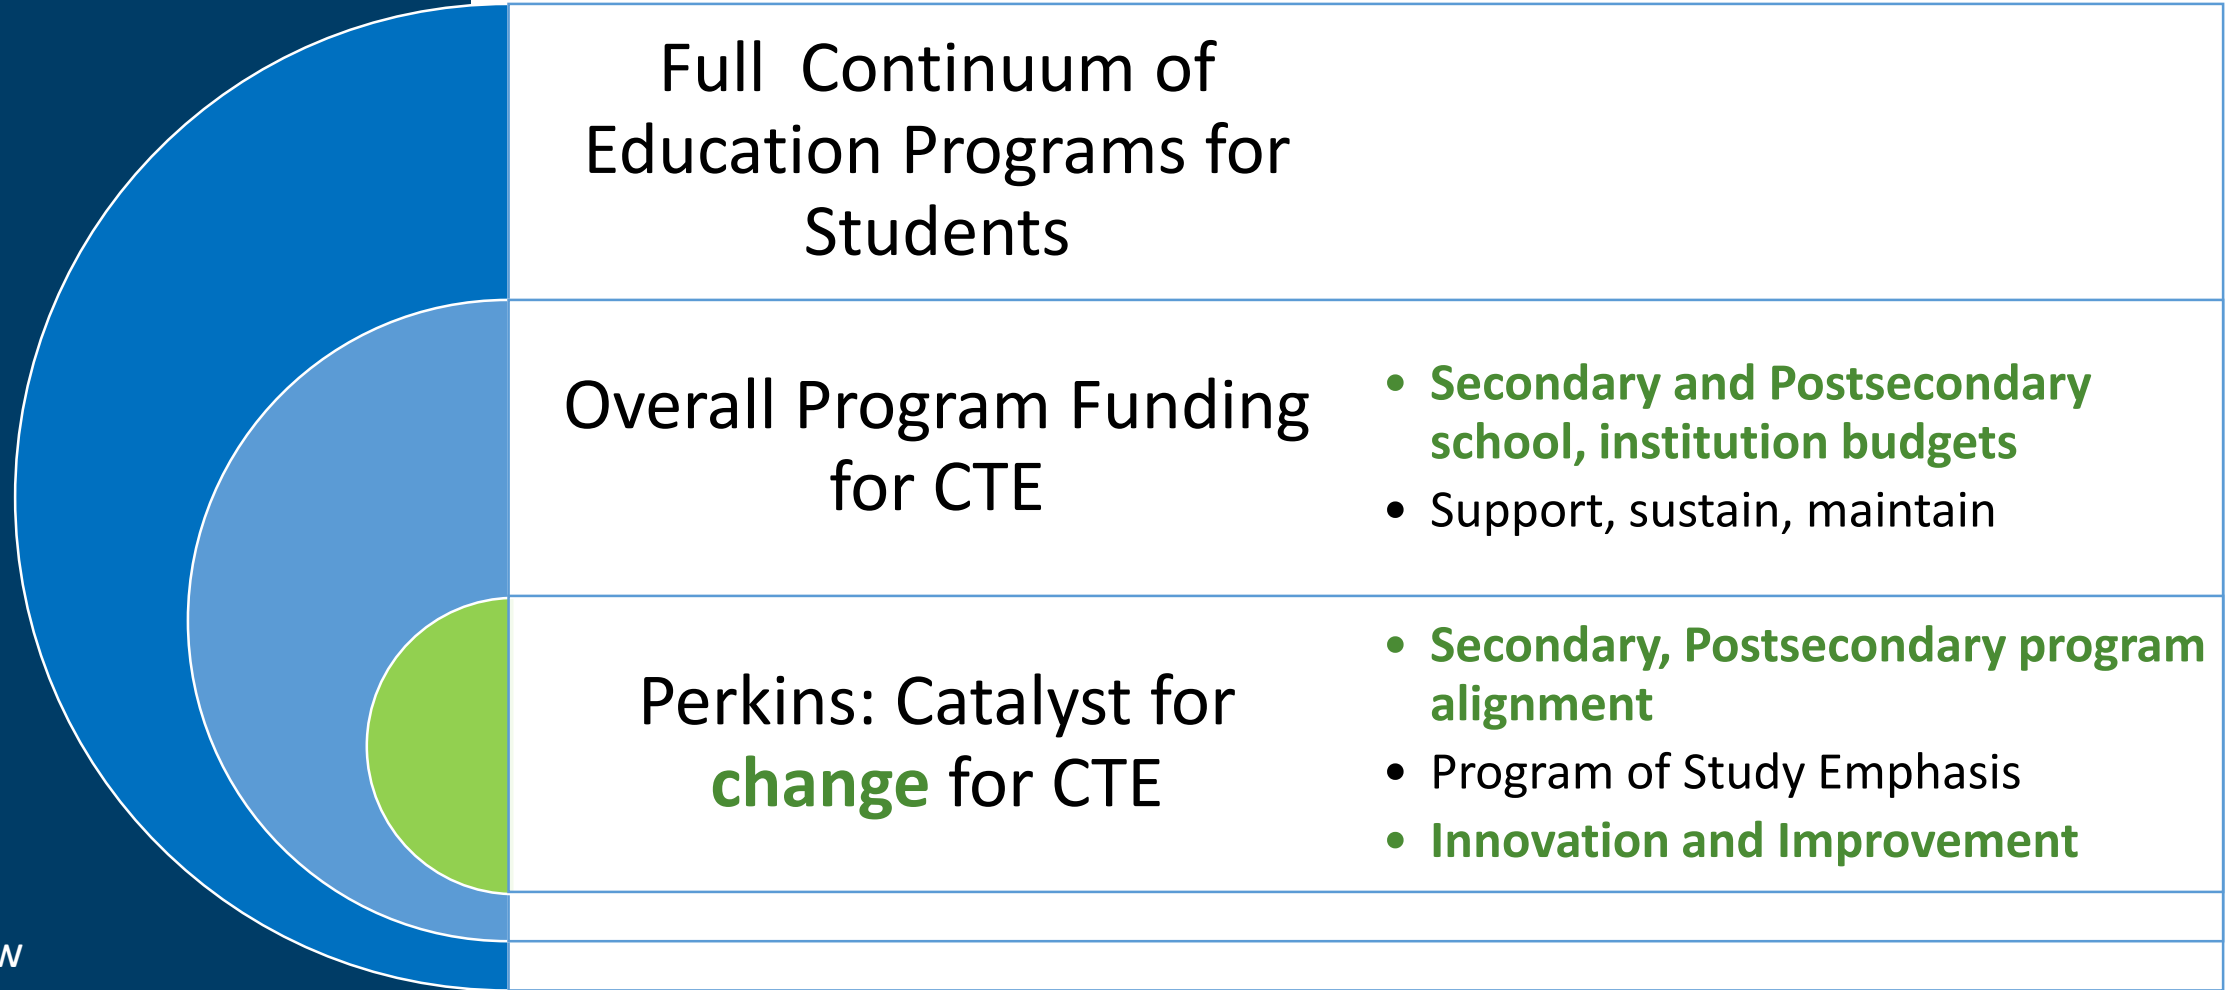 Full  Continuum of
Education Programs for
Students
Overall Program Funding
for CTE
• Secondary and Postsecondary
school, institution budgets
• Support, sustain, maintain
Perkins: Catalyst for
change for CTE
• Secondary, Postsecondary program
alignment
• Program of Study Emphasis
• Innovation and Improvement